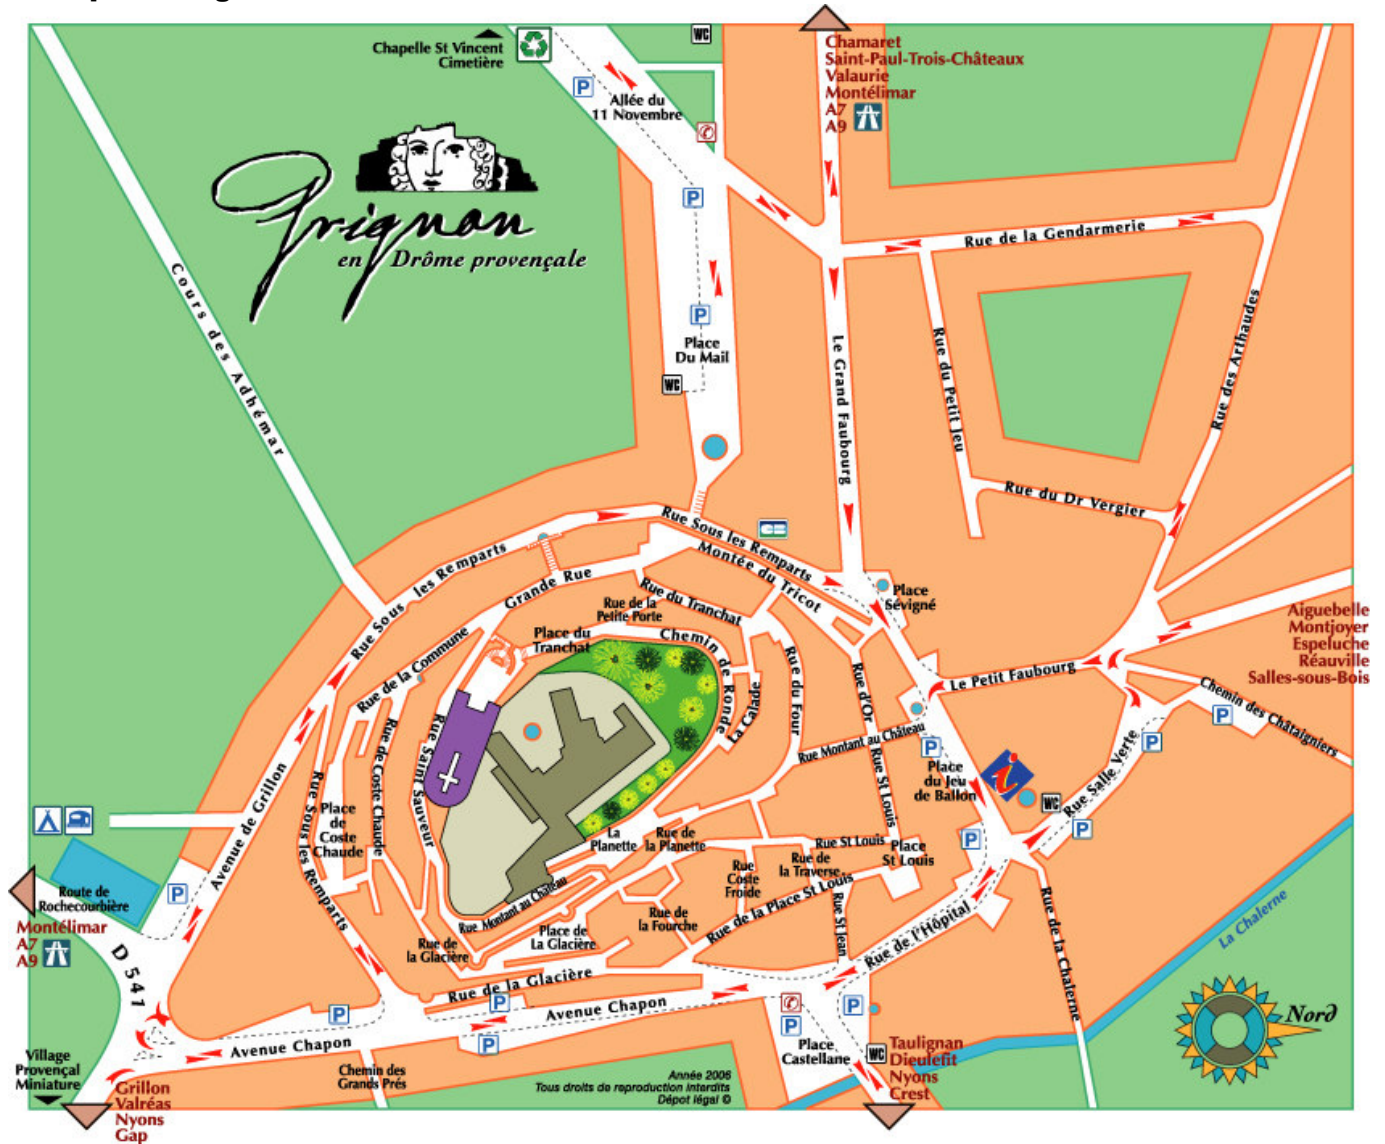 Chapelle St Vincent
Cimetière
WC
P
Allée du
11 Novembre
Chamaret
Saint-Paul-Trois-Châteaux
Valaurie
Montélimar
A7
A9
Grignan
en Drôme provençale
P
Rue de la Gendarmerie
Cours des Adhémar
P
Place
Du Mail
WC
Le Grand Faubourg
Rue du Petit Jeu
Rue des Arthaudes
Rue du Dr Vergier
Rue Sous les Remparts
Rue Sous les Remparts
Montée du Tricot
Grande Rue
Place
Sévigné
Rue du Tranchat
Rue de la
Petite Porte
Place du
Tranchat
Chemin de Ronde
Rue de la Commune
Aiguebelle
Montjoyer
Espeluche
Réauville
Salles-sous-Bois
Le Petit Faubourg
Chemin des Châtaigniers
P
Rue du Four
Rue d'Or
La Calade
Rue Montant au Château
Rue St Louis
P
Place
du Jeu
de Ballon
i
WC
Rue Salle Verte
P
P
P
Rue Saint Sauveur
Rue de Coste Chaude
Place
de
Coste
Chaude
Rue Sous les Remparts
Avenue de Grillon
La
Planette
Rue de
la Planette
Rue St Louis
Place
St Louis
Rue de
la Traverse
Rue
Coste
Froide
Rue de la Place St Louis
Rue St Jean
Rue de l'Hôpital
Rue de la Chalerne
La Chalerne
Rue Montant au Château
Rue de
la Fourche
Place de
La Glacière
Rue de
la Glacière
Rue de la Glacière
Route de
Rochecourbière
P
Montélimar
A7
A9
D 541
P
P
P
Avenue Chapon
Avenue Chapon
P
P
Place
Castellane
WC
Taulignan
Dieulefit
Nyons
Crest
Nord
Village
Provençal
Miniature
Grillon
Valréas
Nyons
Gap
Chemin des
Grands Prés
Année 2006
Tous droits de reproduction interdits
Dépot légal ©